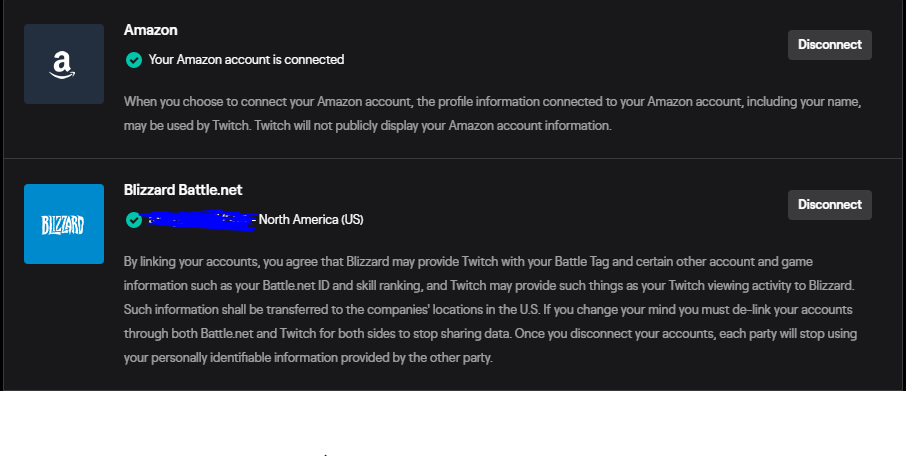 Amazon
Disconnect
a
Your Amazon account is connected
When you choose to connect your Amazon account, the profile information connected to your Amazon account, including your name,
may be used by Twitch. Twitch will not publicly display your Amazon account information.
Blizzard Battle.net
Disconnect
BLIZZARD
- North America (US)
By linking your accounts, you agree that Blizzard may provide Twitch with your Battle Tag and certain other account and game
information such as your Battle.net ID and skill ranking, and Twitch may provide such things as your Twitch viewing activity to Blizzard.
Such information shall be transferred to the companies' locations in the U.S. If you change your mind you must de-link your accounts
through both Battle.net and Twitch for both sides to stop sharing data. Once you disconnect your accounts, each party will stop using
your personally identifiable information provided by the other party.